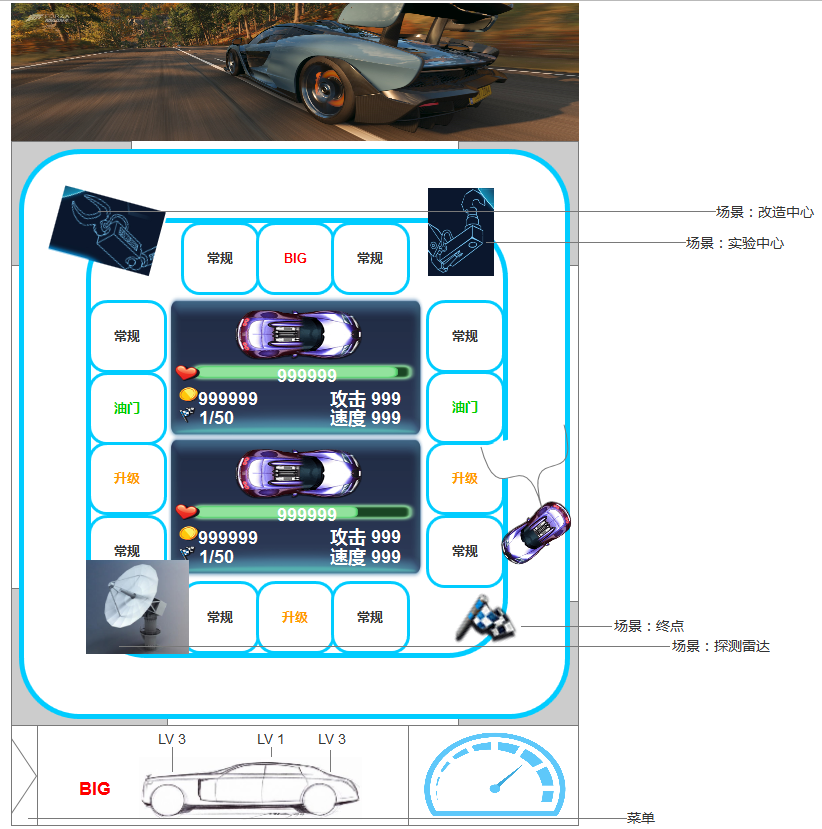 场景：改造中心
场景：实验中心
常规 BIG 常规
常规
常规
999999
999999 攻击 999
1/50 速度 999
油门
油门
升级
升级
999999
999999 攻击 999
1/50 速度 999
常规
常规
常规 升级 常规
场景：终点
场景：探测雷达
LV 3 LV 1 LV 3
BIG
菜单